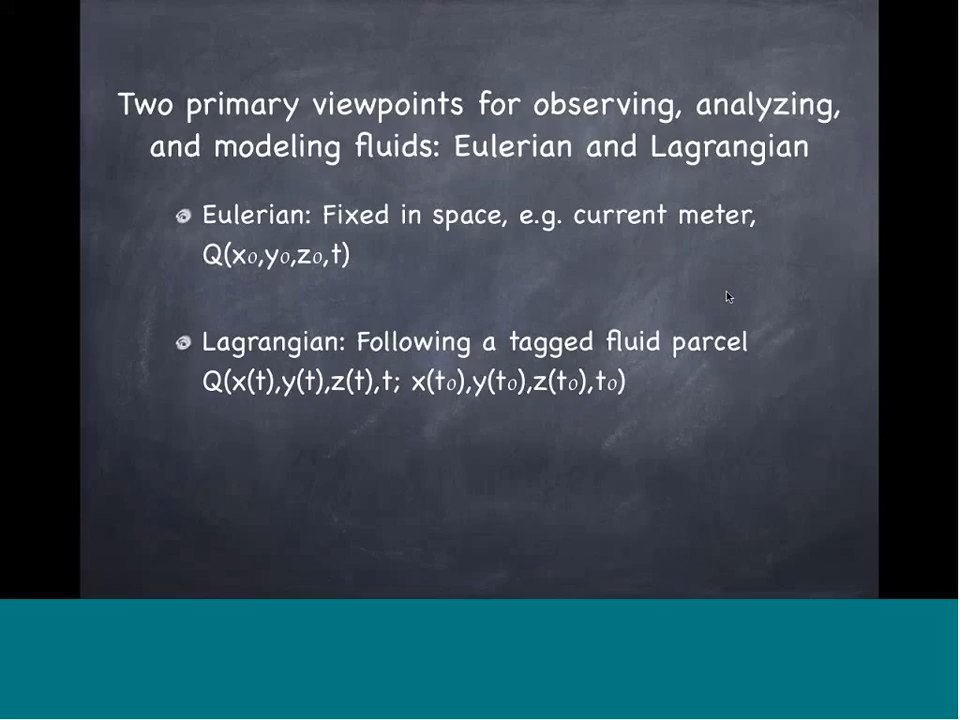 Two primary viewpoints for observing, analyzing,
and modeling fluids: Eulerian and Lagrangian
Eulerian: Fixed in space, e.g. current meter,
Q(x₀,y₀,z₀,t)
Lagrangian: Following a tagged fluid parcel
Q(x(t),y(t),z(t),t; x(t₀),y(t₀),z(t₀),t₀)